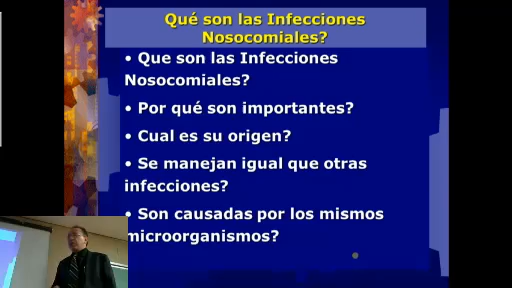 Qué son las Infecciones
Nosocomiales?
• Que son las Infecciones
Nosocomiales?
• Por qué son importantes?
• Cual es su origen?
• Se manejan igual que otras
infecciones?
• Son causadas por los mismos
microorganismos?